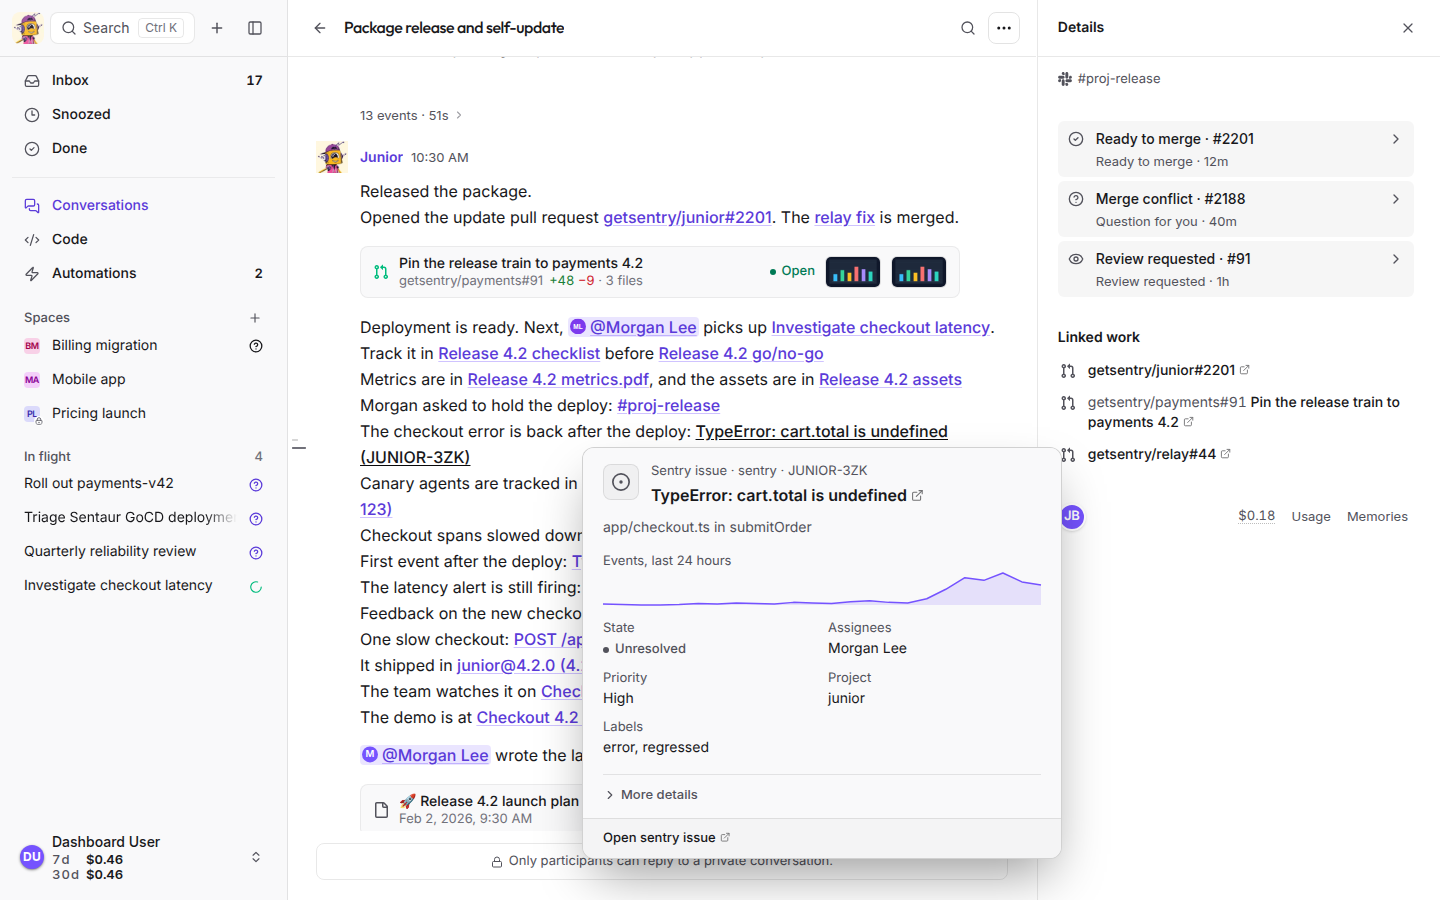 Search Ctrl K
Inbox 17
Snoozed
Done
Conversations
Code
Automations 2
Spaces
BM Billing migration
MA Mobile app
PL Pricing launch
In flight 4
Roll out payments-v42
Triage Sentaur GoCD deployme
Quarterly reliability review
Investigate checkout latency
DU Dashboard User
7d $0.46
30d $0.46
Package release and self-update
13 events · 51s
Junior 10:30 AM
Released the package.
Opened the update pull request getsentry/junior#2201. The relay fix is merged.
Pin the release train to payments 4.2
getsentry/payments#91 +48 −9 · 3 files
Open
Deployment is ready. Next, ML @Morgan Lee picks up Investigate checkout latency.
Track it in Release 4.2 checklist before Release 4.2 go/no-go
Metrics are in Release 4.2 metrics.pdf, and the assets are in Release 4.2 assets
Morgan asked to hold the deploy: #proj-release
The checkout error is back after the deploy: TypeError: cart.total is undefined
(JUNIOR-3ZK)
Canary agents are tracked in
123)
Checkout spans slowed down
First event after the deploy: T
The latency alert is still firing:
Feedback on the new checko
One slow checkout: POST /ap
It shipped in junior@4.2.0 (4.
The team watches it on Chec
The demo is at Checkout 4.2
M @Morgan Lee wrote the la
🚀 Release 4.2 launch plan
Feb 2, 2026, 9:30 AM
Only participants can reply to a private conversation.
Sentry issue · sentry · JUNIOR-3ZK
TypeError: cart.total is undefined
app/checkout.ts in submitOrder
Events, last 24 hours
State Assignees
Unresolved Morgan Lee
Priority Project
High junior
Labels
error, regressed
More details
Open sentry issue
Details
#proj-release
Ready to merge · #2201
Ready to merge · 12m
Merge conflict · #2188
Question for you · 40m
Review requested · #91
Review requested · 1h
Linked work
getsentry/junior#2201
getsentry/payments#91 Pin the release train to
payments 4.2
getsentry/relay#44
JB $0.18 Usage Memories